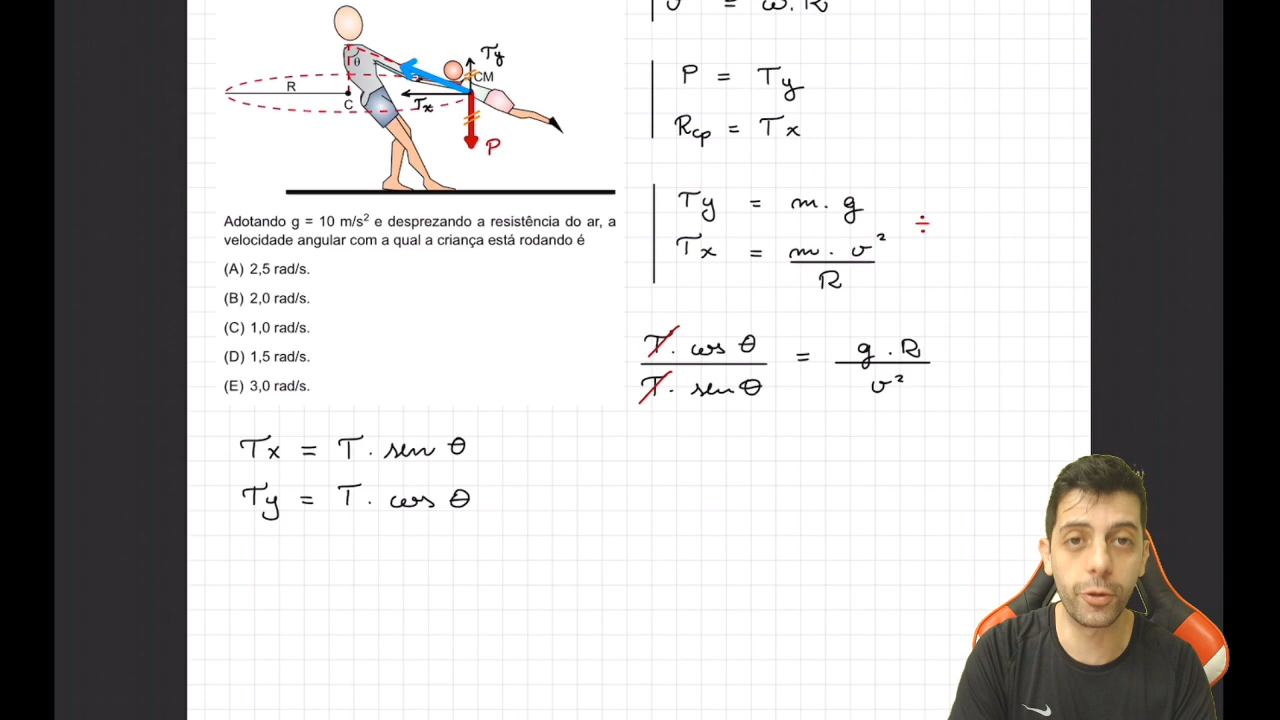 v = ω.R
θ
R
C
CM
Ty
Tx
P
P = Ty
Rcp = Tx
Ty = m. g
Tx = m. v²
R
÷
Adotando g = 10 m/s² e desprezando a resistência do ar, a
velocidade angular com a qual a criança está rodando é
(A) 2,5 rad/s.
(B) 2,0 rad/s.
(C) 1,0 rad/s.
(D) 1,5 rad/s.
(E) 3,0 rad/s.
T. cos θ = g . R
T. sen θ v²
Tx = T. sen θ
Ty = T. cos θ